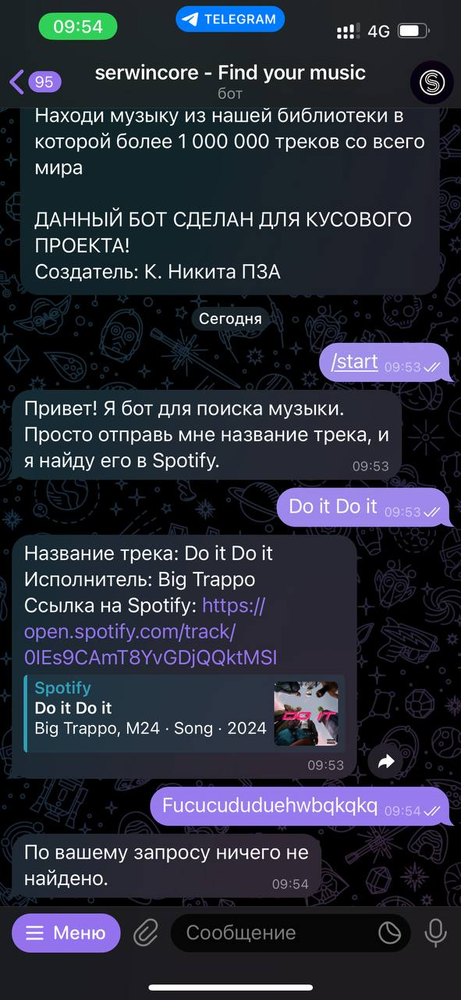 09:54
TELEGRAM
4G
95
serwincore - Find your music
бот
Находи музыку из нашей библиотеки в
которой более 1 000 000 треков со всего
мира
ДАННЫЙ БОТ СДЕЛАН ДЛЯ КУСОВОГО
ПРОЕКТА!
Создатель: К. Никита ПЗА
Сегодня
/start 09:53
Привет! Я бот для поиска музыки.
Просто отправь мне название трека, и
я найду его в Spotify. 09:53
Do it Do it 09:53
Название трека: Do it Do it
Исполнитель: Big Trappo
Ссылка на Spotify: https://
open.spotify.com/track/
0IEs9CAmT8YvGDjQQktMSI
Spotify
Do it Do it
Big Trappo, M24 · Song · 2024
DO IT
09:53
Fucucududuehwbqkqkq 09:54
По вашему запросу ничего не
найдено. 09:54
Меню
Сообщение